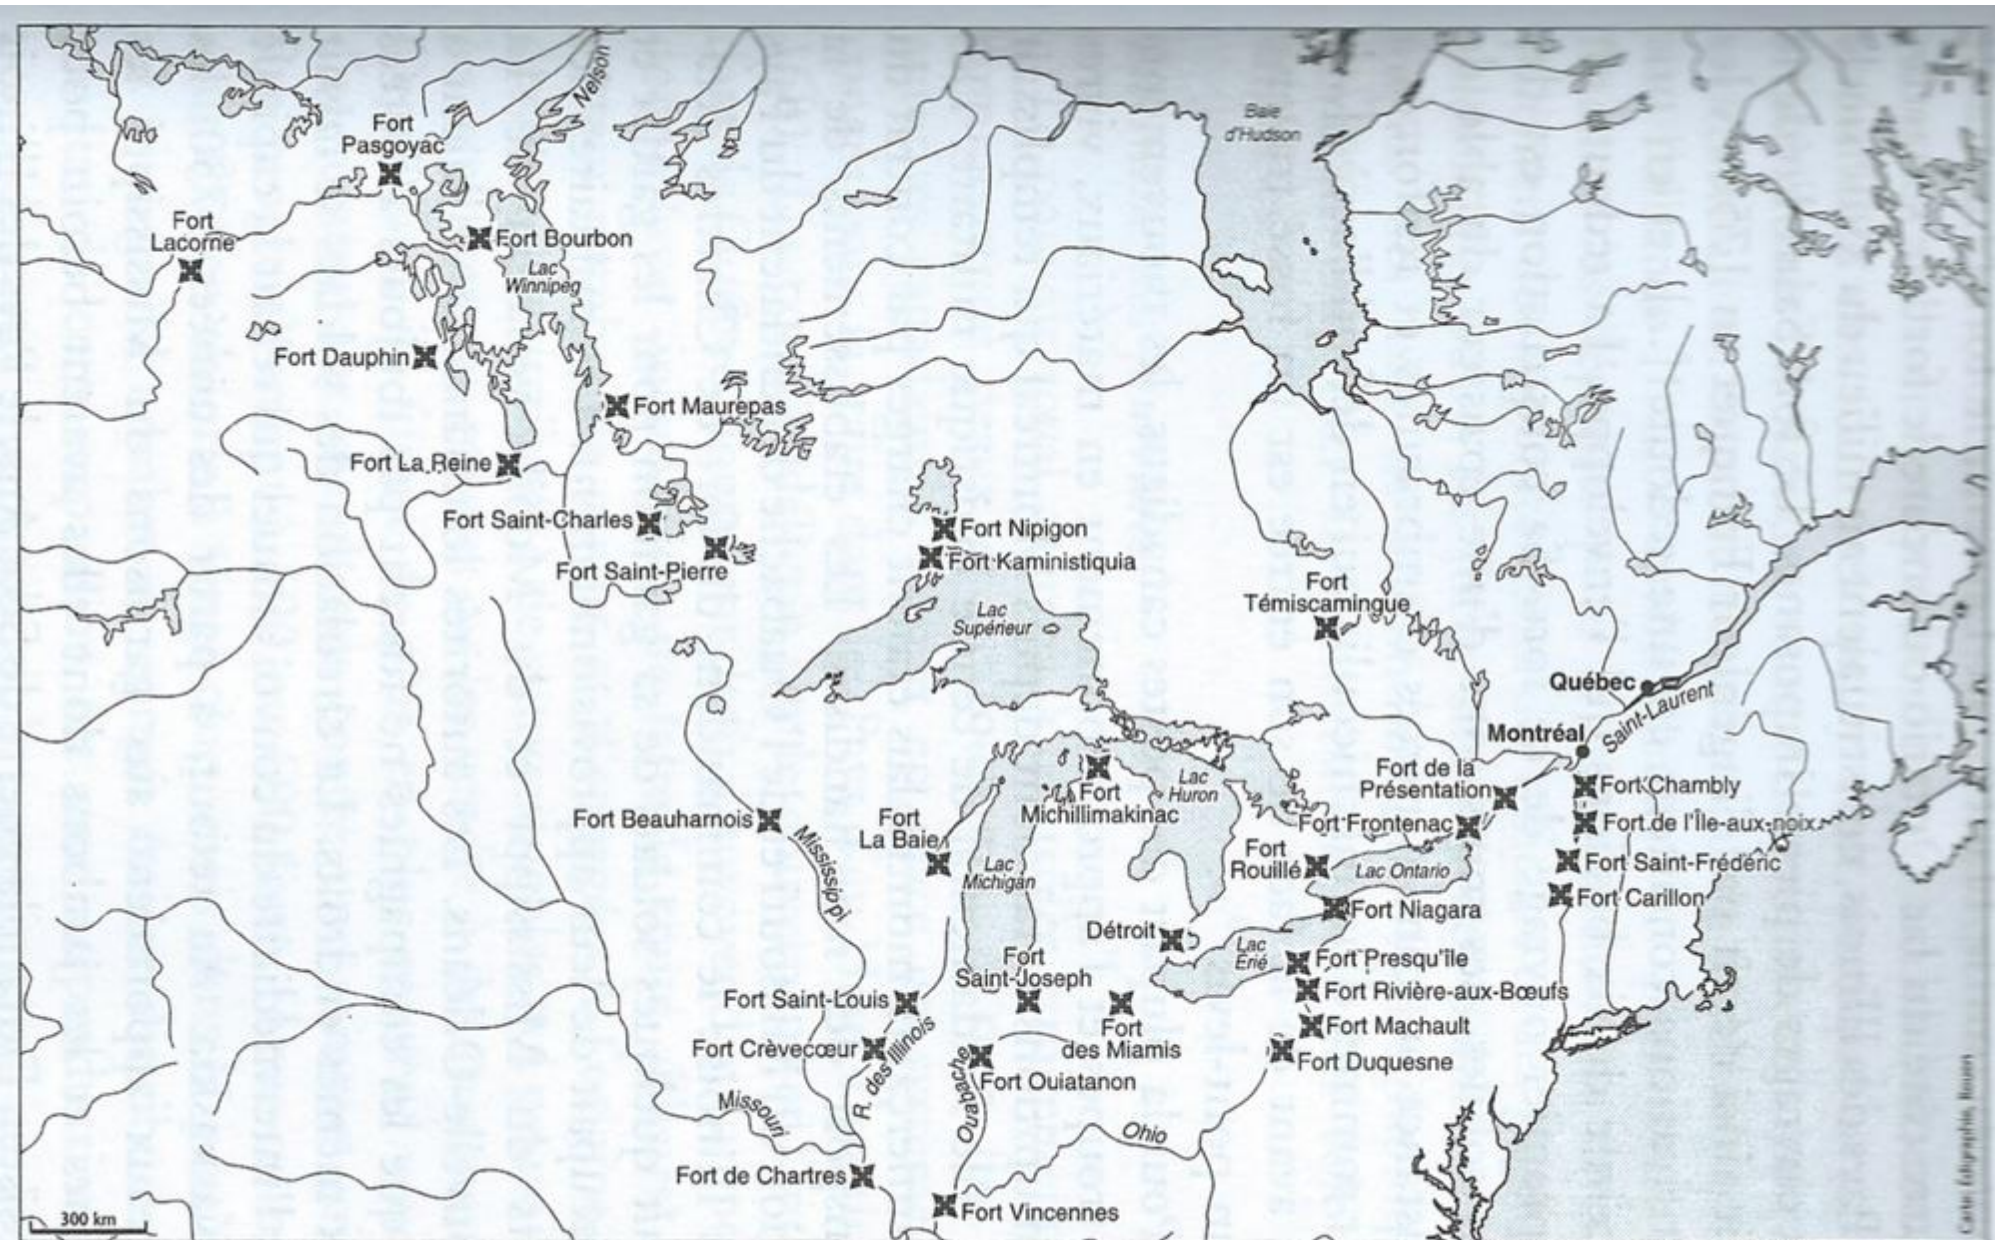 Nelson
Baie
d'Hudson
Fort
Pasgoyac
Fort
Lacorne
Fort Bourbon
Lac
Winnipeg
Fort Dauphin
Fort Maurepas
Fort La Reine
Fort Saint-Charles
Fort Saint-Pierre
Fort Nipigon
Fort Kaministiquia
Lac
Supérieur
Fort
Témiscamingue
Québec
Saint-Laurent
Montréal
Fort de la
Présentation
Fort Chambly
Fort de l'Île-aux-noix
Fort Saint-Frédéric
Fort Carillon
Fort Frontenac
Fort
Rouillé
Lac Ontario
Fort Niagara
Lac
Huron
Fort
Michillimakinac
Fort Beauharnois
Mississippi
Fort
La Baie
Lac
Michigan
Détroit
Lac
Érié
Fort Presqu'île
Fort Rivière-aux-Bœufs
Fort Machault
Fort Duquesne
Fort
Saint-Joseph
Fort Saint-Louis
Fort
des Miamis
Fort Crèvecœur
R. des Illinois
Ouabache
Fort Ouiatanon
Missouri
Ohio
Fort de Chartres
Fort Vincennes
300 km
Carte: Édigraphie, Rouen